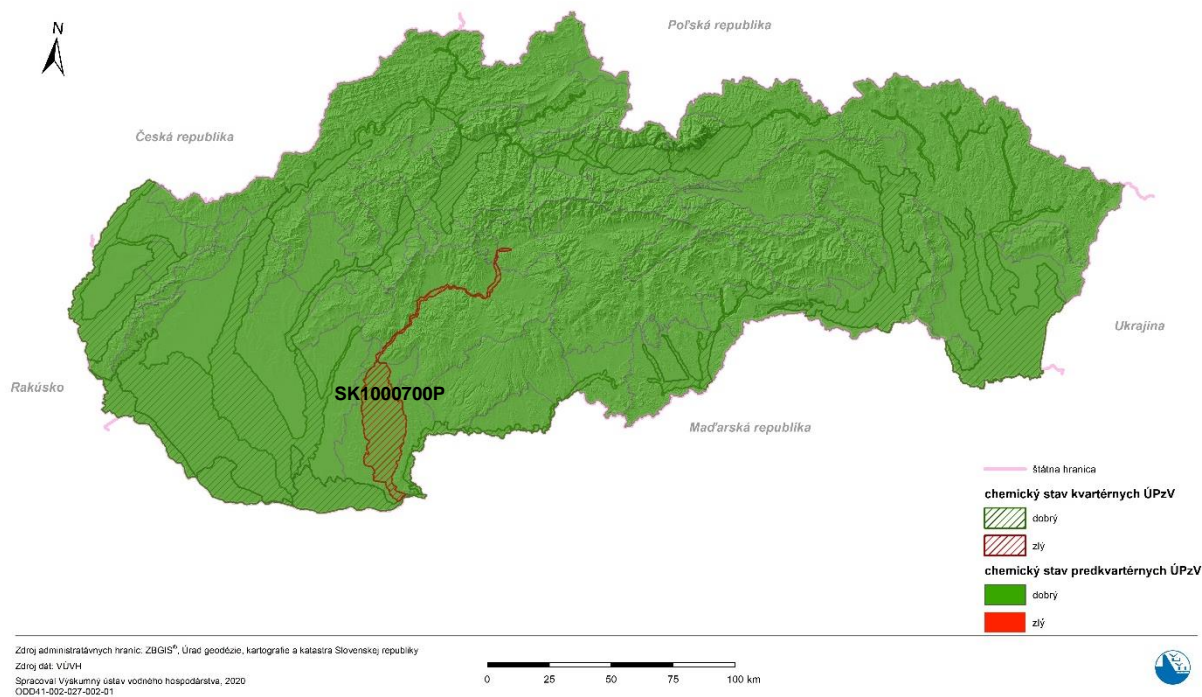 N
Poľská republika
Česká republika
Ukrajina
Rakúsko
SK1000700P
Maďarská republika
štátna hranica
chemický stav kvartérnych ÚPzV
dobrý
zlý
chemický stav predkvartérnych ÚPzV
dobrý
zlý
Zdroj administratávnych hraníc: ZBGIS®, Úrad geodézie, kartografie a katastra Slovenskej republiky
Zdroj dát: VÚVH
Spracoval Výskumný ústav vodného hospodárstva, 2020
ODD41-002-027-002-01
0 25 50 75 100 km